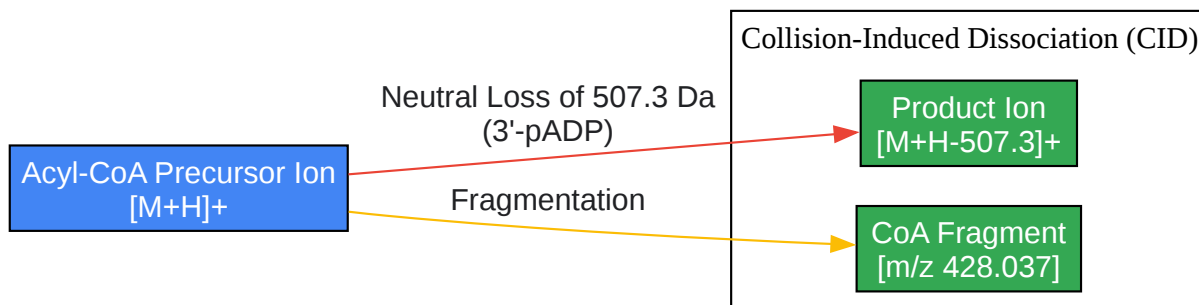 Collision-Induced Dissociation (CID)
Neutral Loss of 507.3 Da
(3'-pADP)
Product Ion
[M+H-507.3]+
Acyl-CoA Precursor Ion
[M+H]+
Fragmentation
CoA Fragment
[m/z 428.037]